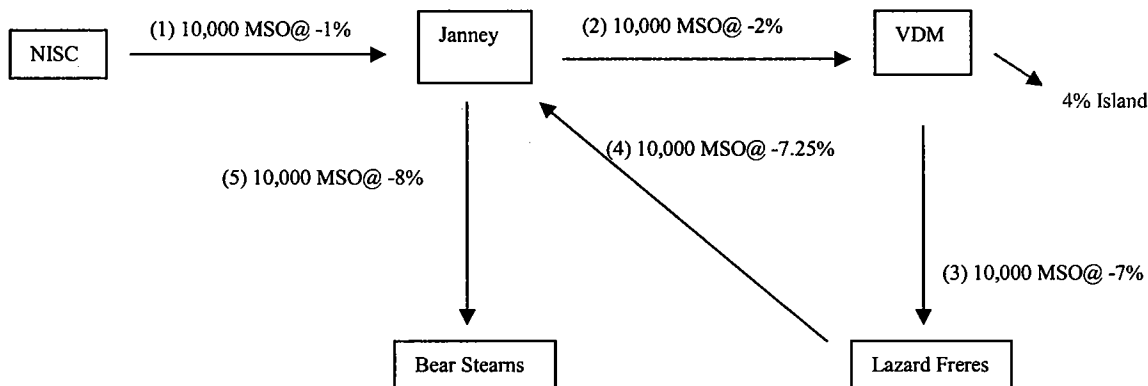 (1) 10,000 MSO@ -1%
(2) 10,000 MSO@ -2%
NISC
Janney
VDM
4% Island
(4) 10,000 MSO@ -7.25%
(5) 10,000 MSO@ -8%
(3) 10,000 MSO@ -7%
Bear Stearns
Lazard Freres